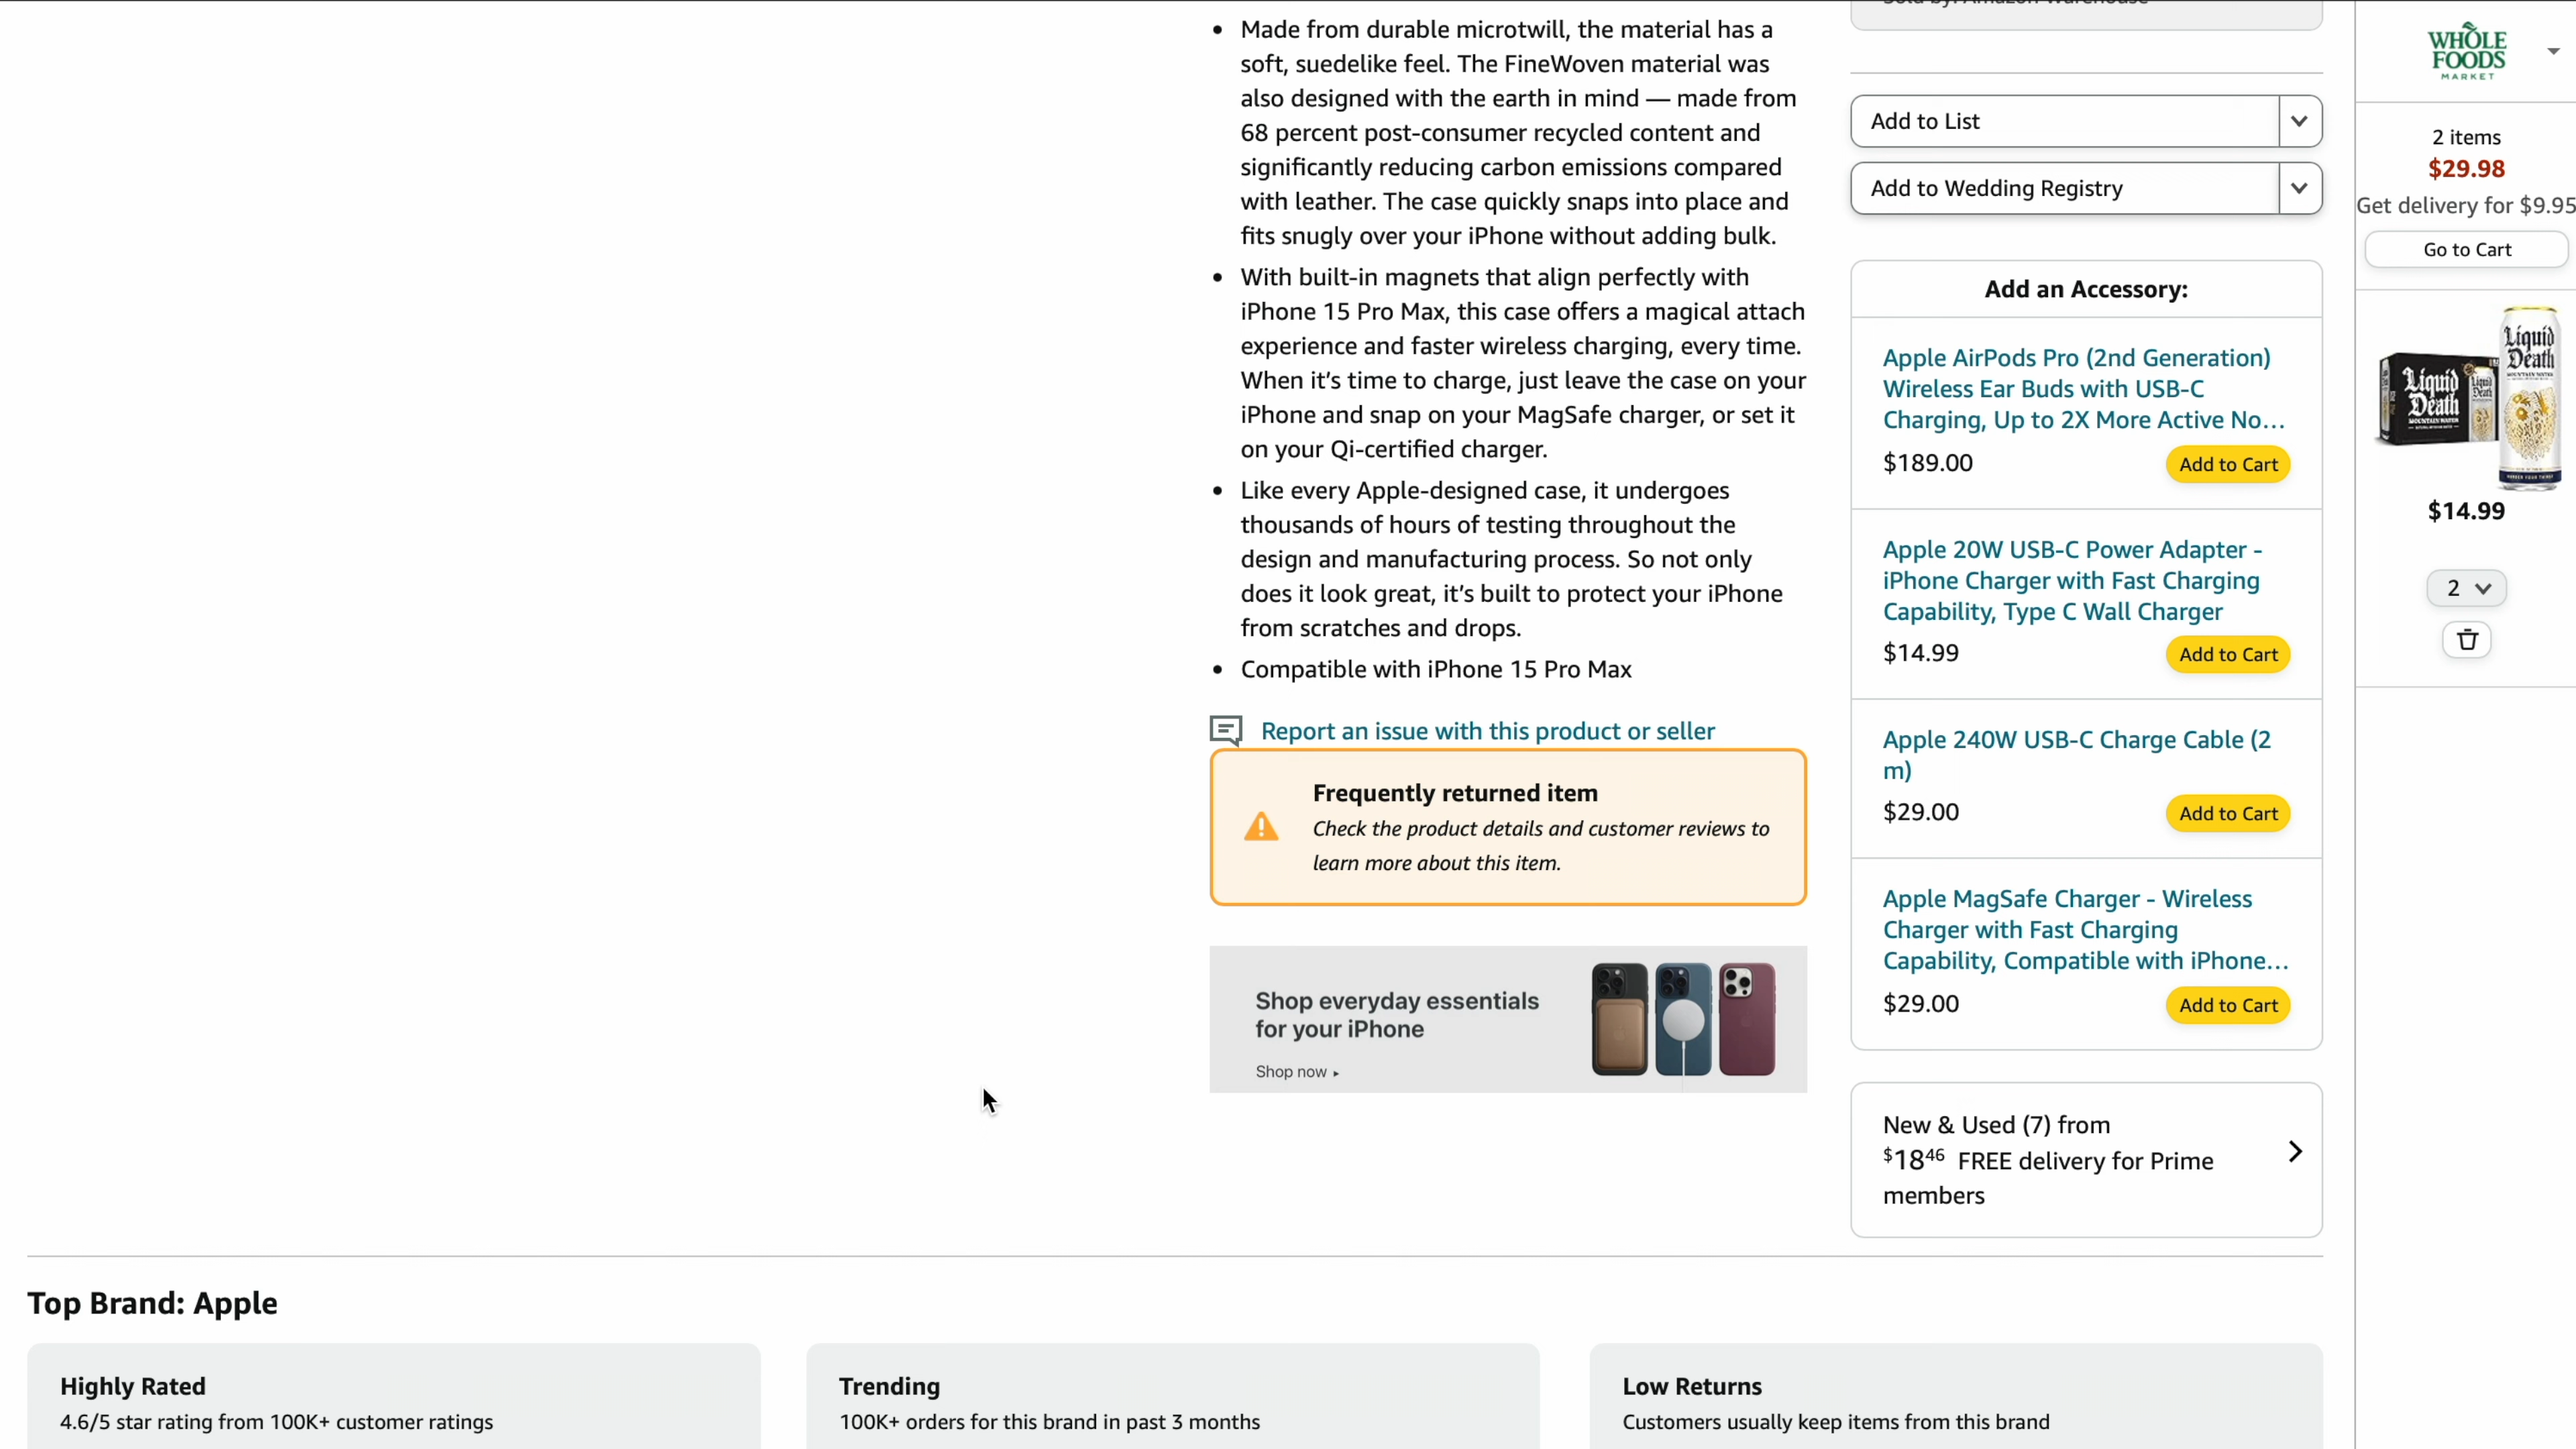 Made from durable microtwill, the material has a
soft, suedelike feel. The FineWoven material was
also designed with the earth in mind — made from
68 percent post-consumer recycled content and
significantly reducing carbon emissions compared
with leather. The case quickly snaps into place and
fits snugly over your iPhone without adding bulk.
With built-in magnets that align perfectly with
iPhone 15 Pro Max, this case offers a magical attach
experience and faster wireless charging, every time.
When it’s time to charge, just leave the case on your
iPhone and snap on your MagSafe charger, or set it
on your Qi-certified charger.
Like every Apple-designed case, it undergoes
thousands of hours of testing throughout the
design and manufacturing process. So not only
does it look great, it’s built to protect your iPhone
from scratches and drops.
Compatible with iPhone 15 Pro Max
Report an issue with this product or seller
Frequently returned item
Check the product details and customer reviews to
learn more about this item.
Shop everyday essentials
for your iPhone
Shop now ▸
Add to List
Add to Wedding Registry
Add an Accessory:
Apple AirPods Pro (2nd Generation)
Wireless Ear Buds with USB-C
Charging, Up to 2X More Active No...
$189.00 Add to Cart
Apple 20W USB-C Power Adapter -
iPhone Charger with Fast Charging
Capability, Type C Wall Charger
$14.99 Add to Cart
Apple 240W USB-C Charge Cable (2
m)
$29.00 Add to Cart
Apple MagSafe Charger - Wireless
Charger with Fast Charging
Capability, Compatible with iPhone...
$29.00 Add to Cart
New & Used (7) from
$18.46 FREE delivery for Prime
members
WHOLE
FOODS
MARKET
2 items
$29.98
Get delivery for $9.95
Go to Cart
Liquid
Death
MOUNTAIN WATER
Liquid
Death
MOUNTAIN WATER
$14.99
2
Top Brand: Apple
Highly Rated
4.6/5 star rating from 100K+ customer ratings
Trending
100K+ orders for this brand in past 3 months
Low Returns
Customers usually keep items from this brand